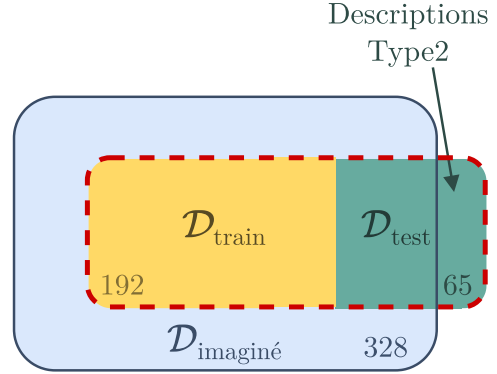 Descriptions
Type2
𝒟train
𝒟test
192
65
𝒟imaginé
328